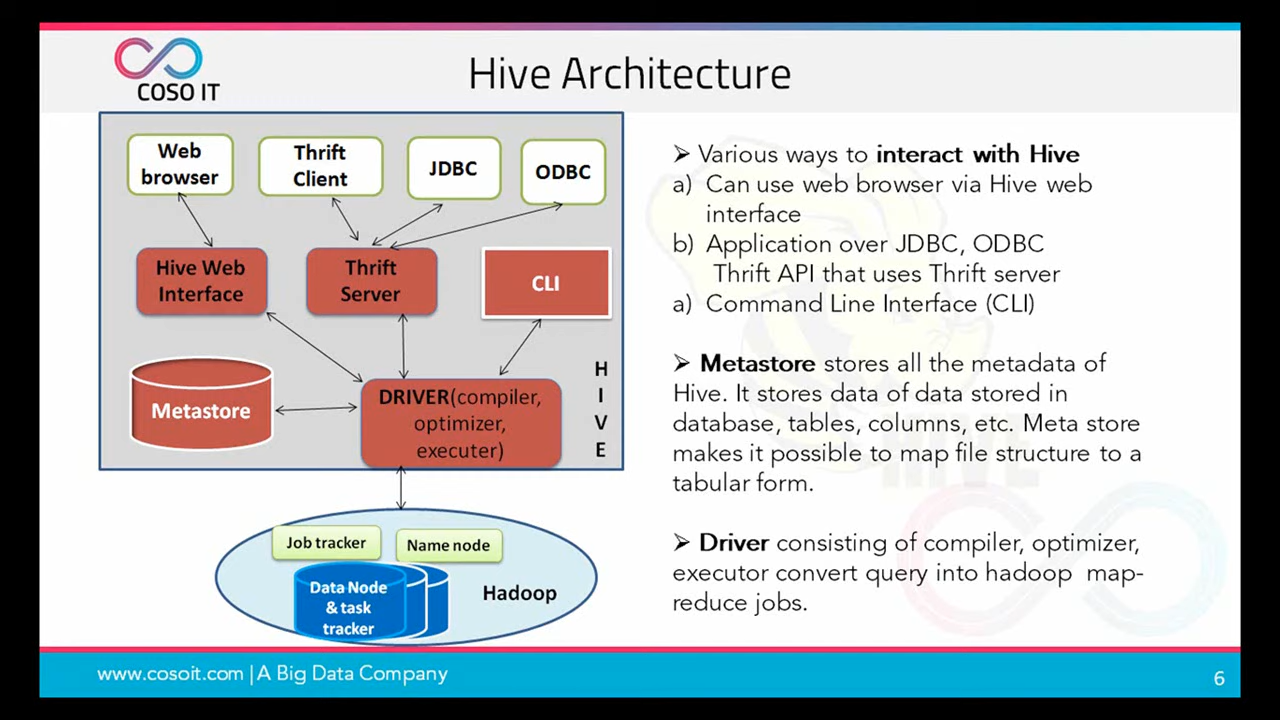 COSO IT
Hive Architecture
Web
browser
Thrift
Client
JDBC
ODBC
Hive Web
Interface
Thrift
Server
CLI
Metastore
DRIVER(compiler,
optimizer,
executer)
H
I
V
E
Job tracker
Name node
Data Node
& task
tracker
Hadoop
➢ Various ways to interact with Hive
a) Can use web browser via Hive web
interface
b) Application over JDBC, ODBC
Thrift API that uses Thrift server
a) Command Line Interface (CLI)
➢ Metastore stores all the metadata of
Hive. It stores data of data stored in
database, tables, columns, etc. Meta store
makes it possible to map file structure to a
tabular form.
➢ Driver consisting of compiler, optimizer,
executor convert query into hadoop map-
reduce jobs.
HIVE
www.cosoit.com | A Big Data Company
6